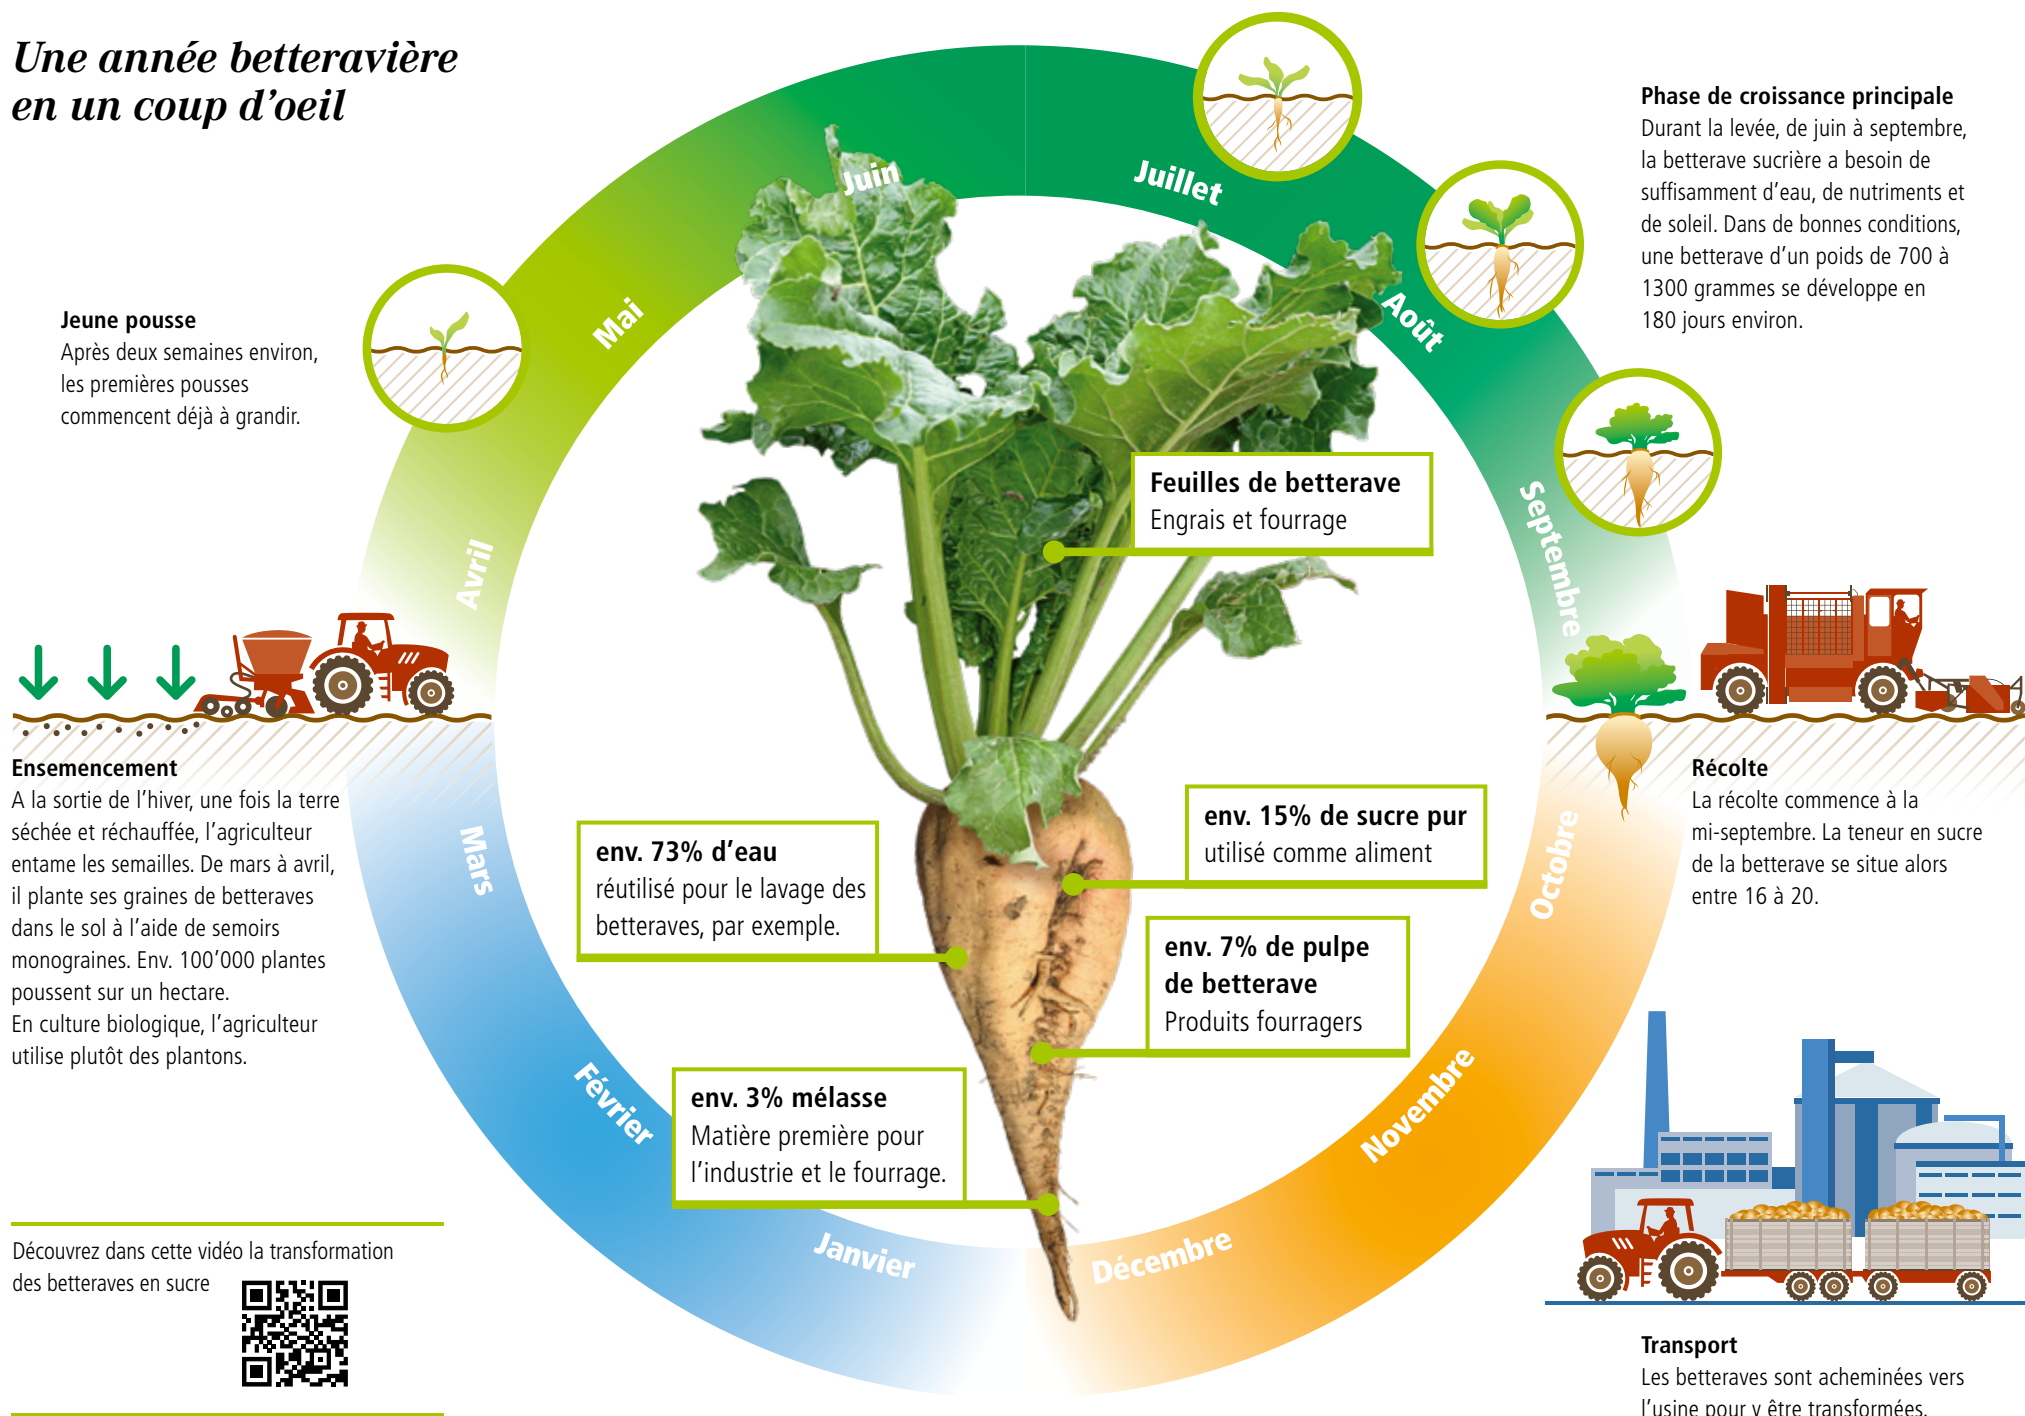 Une année betteravière
en un coup d'oeil
Jeune pousse
Après deux semaines environ,
les premières pousses
commencent déjà à grandir.
Phase de croissance principale
Durant la levée, de juin à septembre,
la betterave sucrière a besoin de
suffisamment d'eau, de nutriments et
de soleil. Dans de bonnes conditions,
une betterave d'un poids de 700 à
1300 grammes se développe en
180 jours environ.
Juin
Juillet
Mai
Août
Avril
Septembre
Mars
Octobre
Février
Novembre
Janvier
Décembre
Feuilles de betterave
Engrais et fourrage
env. 73% d'eau
réutilisé pour le lavage des
betteraves, par exemple.
env. 15% de sucre pur
utilisé comme aliment
env. 7% de pulpe
de betterave
Produits fourragers
env. 3% mélasse
Matière première pour
l'industrie et le fourrage.
Ensemencement
A la sortie de l'hiver, une fois la terre
séchée et réchauffée, l'agriculteur
entame les semailles. De mars à avril,
il plante ses graines de betteraves
dans le sol à l'aide de semoirs
monograines. Env. 100'000 plantes
poussent sur un hectare.
En culture biologique, l'agriculteur
utilise plutôt des plantons.
Récolte
La récolte commence à la
mi-septembre. La teneur en sucre
de la betterave se situe alors
entre 16 à 20.
Découvrez dans cette vidéo la transformation
des betteraves en sucre
Transport
Les betteraves sont acheminées vers
l'usine pour y être transformées.